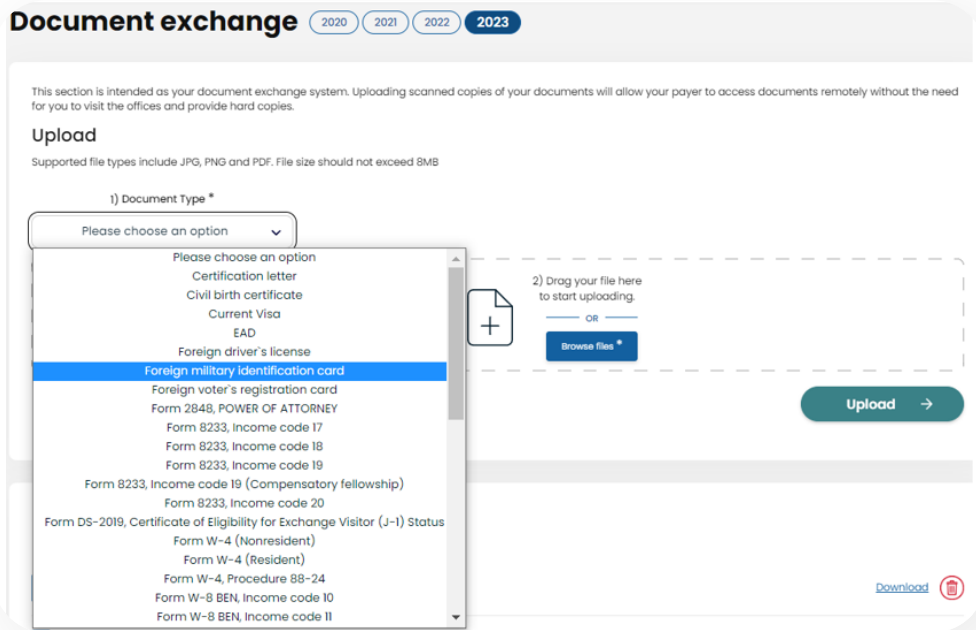 Document exchange 2020 2021 2022 2023
This section is intended as your document exchange system. Uploading scanned copies of your documents will allow your payer to access documents remotely without the need
for you to visit the offices and provide hard copies.
Upload
Supported file types include JPG, PNG and PDF. File size should not exceed 8MB
1) Document Type *
Please choose an option
Please choose an option
Certification letter
Civil birth certificate
Current Visa
EAD
Foreign driver`s license
Foreign military identification card
Foreign voter`s registration card
Form 2848, POWER OF ATTORNEY
Form 8233, Income code 17
Form 8233, Income code 18
Form 8233, Income code 19
Form 8233, Income code 19 (Compensatory fellowship)
Form 8233, Income code 20
Form DS-2019, Certificate of Eligibility for Exchange Visitor (J-1) Status
Form W-4 (Nonresident)
Form W-4 (Resident)
Form W-4, Procedure 88-24
Form W-8 BEN, Income code 10
Form W-8 BEN, Income code 11
2) Drag your file here
to start uploading.
OR
Browse files *
Upload
Download